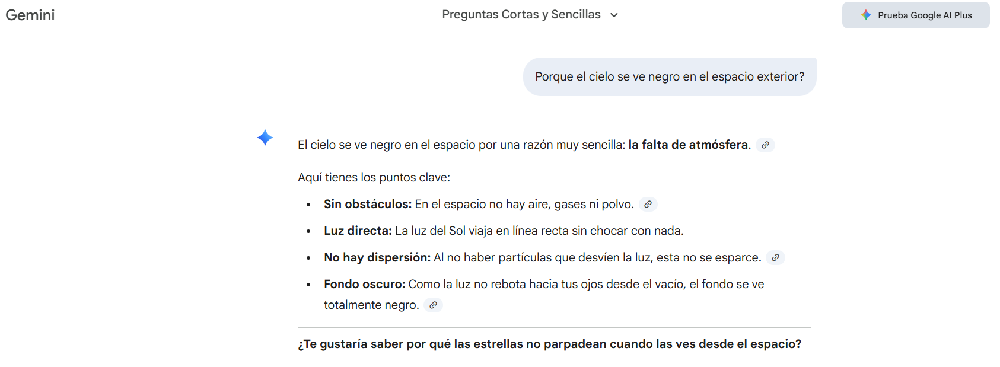 Gemini
Preguntas Cortas y Sencillas
Prueba Google AI Plus
Porque el cielo se ve negro en el espacio exterior?
El cielo se ve negro en el espacio por una razón muy sencilla: la falta de atmósfera.
Aquí tienes los puntos clave:
• Sin obstáculos: En el espacio no hay aire, gases ni polvo.
• Luz directa: La luz del Sol viaja en línea recta sin chocar con nada.
• No hay dispersión: Al no haber partículas que desvíen la luz, esta no se esparce.
• Fondo oscuro: Como la luz no rebota hacia tus ojos desde el vacío, el fondo se ve
totalmente negro.
¿Te gustaría saber por qué las estrellas no parpadean cuando las ves desde el espacio?